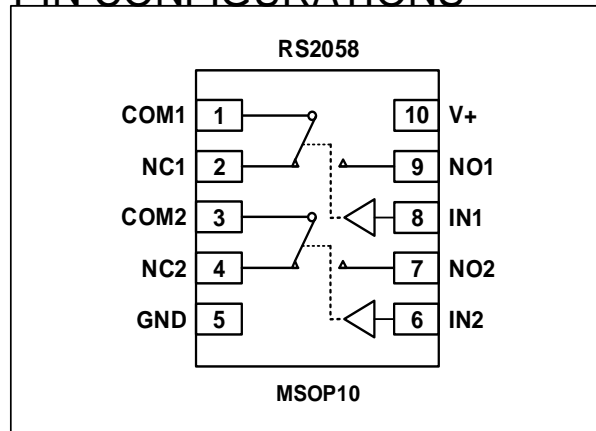 PIN CONFIGURATIONS
RS2058
COM1 1 10 V+
NC1 2 9 NO1
COM2 3 8 IN1
NC2 4 7 NO2
GND 5 6 IN2
MSOP10